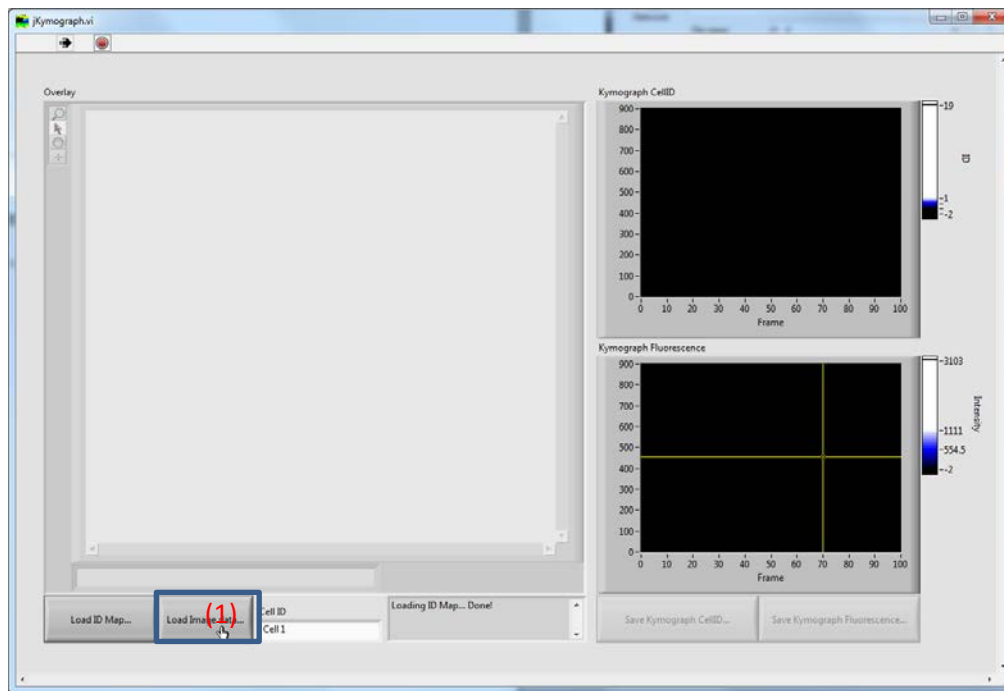 jKymograph.vi
Overlay
Kymograph CellID
900
800
700
600
500
400
300
200
100
0
0 10 20 30 40 50 60 70 80 90 100
Frame
19
1
-2
ID
Kymograph Fluorescence
900
800
700
600
500
400
300
200
100
0
0 10 20 30 40 50 60 70 80 90 100
Frame
3103
1111
554.5
-2
Intensity
Load ID Map...
Load Image Data...
(1)
Cell ID
Cell 1
Loading ID Map... Done!
Save Kymograph CellID...
Save Kymograph Fluorescence...